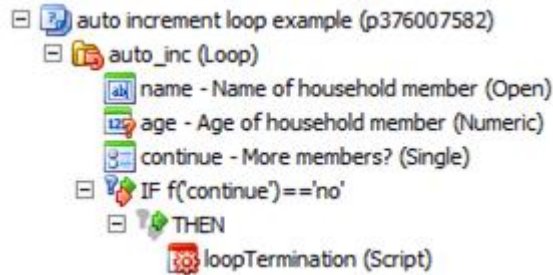 auto increment loop example (p376007582)
auto_inc (Loop)
name - Name of household member (Open)
age - Age of household member (Numeric)
continue - More members? (Single)
IF f('continue')=='no'
THEN
loopTermination (Script)